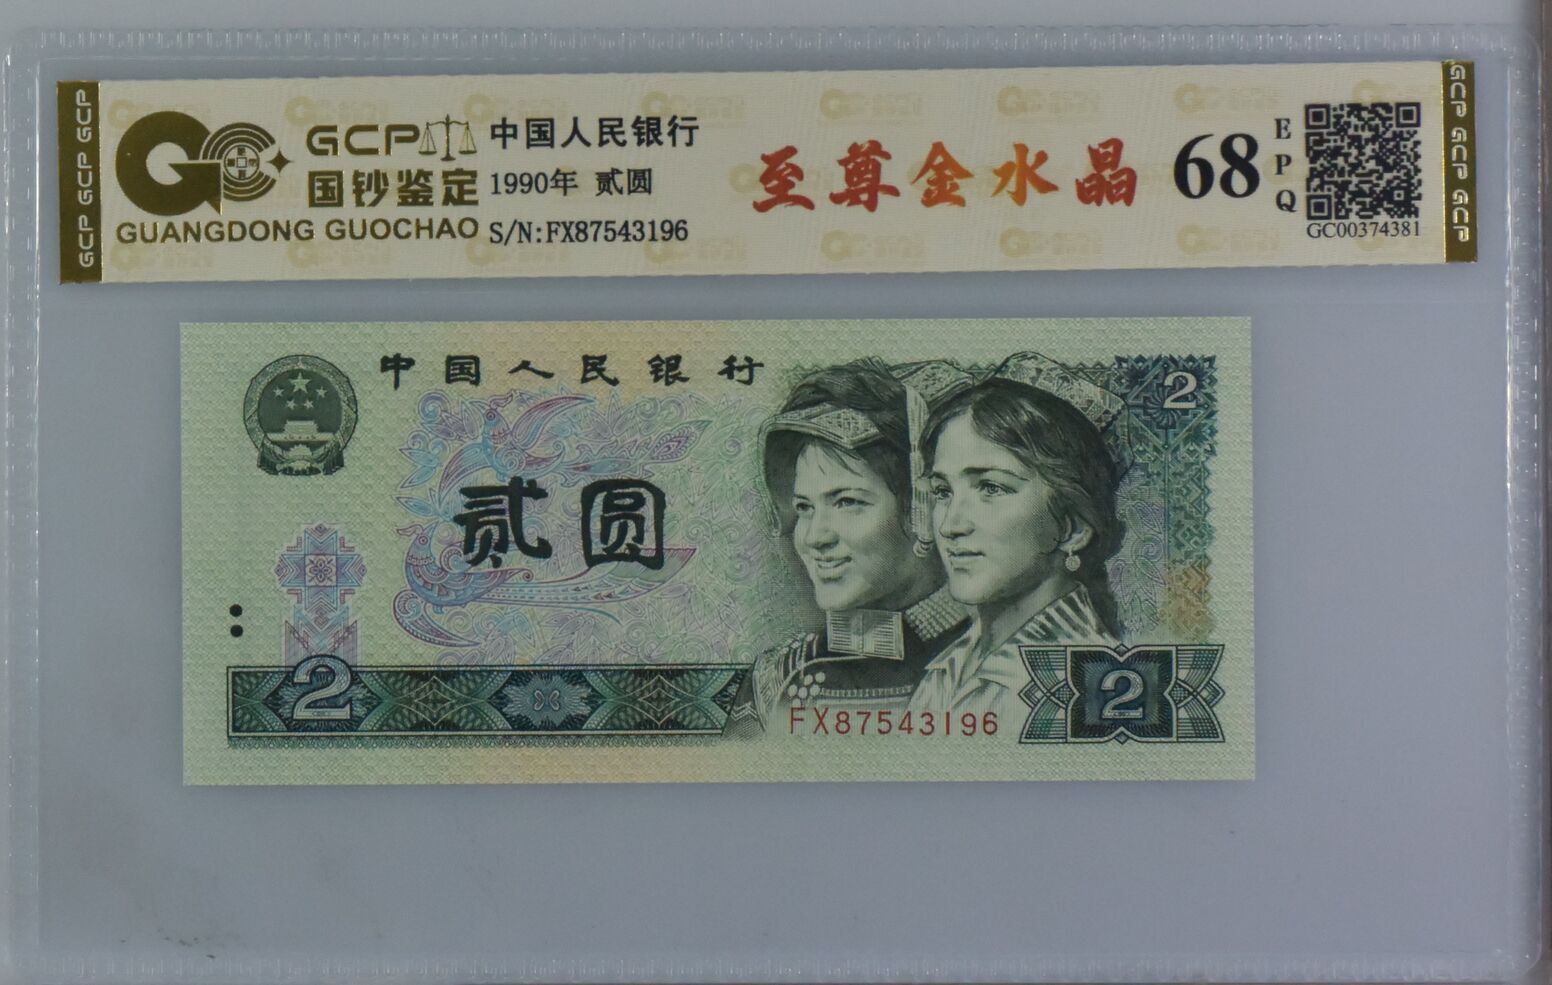 GCP GCP GCP
GCP
国钞鉴定
GUANGDONG GUOCHAO
中国人民银行
1990年 贰圆
S/N:FX87543196
至尊金水晶
68
EPQ
GC00374381
GCP GCP GCP
中国人民银行
2
贰圆
2
2
FX87543196